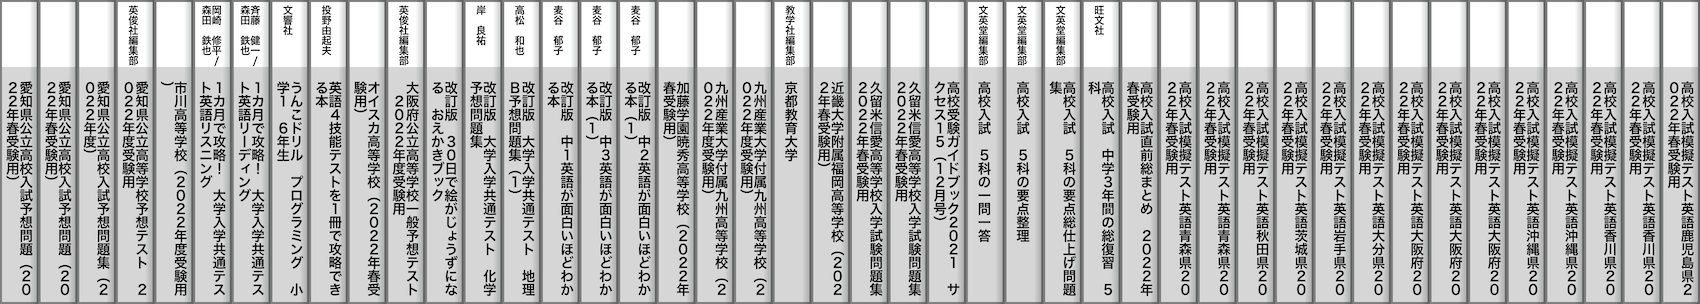 愛知県公立高校入試予想問題（20
22年春受験用）
愛知県公立高校入試予想問題（20
22年春受験用）
愛知県公立高校入試予想問題集（2
022年度）
英俊社編集部
愛知県公立高等学校予想テスト　2
022年度受験用
市川高等学校（2022年度受験用
）
岡崎　修平/
森田　鉄也
1カ月で攻略！　大学入学共通テス
ト英語リスニング
斉藤　健一/
森田　鉄也
1カ月で攻略！　大学入学共通テス
ト英語リーディング
文響社
うんこドリル　プログラミング　小
学1　6年生
投野由起夫
英語4技能テストを1冊で攻略でき
る本
オイスカ高等学校（2022年春受
験用）
英俊社編集部
大阪府公立高等学校一般予想テスト
　2022年度受験用
改訂版　30日で絵がじょうずにな
る　おえかきブック
岸　良祐
改訂版　大学入学共通テスト　化学
予想問題集
高松　和也
改訂版　大学入学共通テスト　地理
B予想問題集（1）
麦谷　郁子
改訂版　中1英語が面白いほどわか
る本
麦谷　郁子
改訂版　中3英語が面白いほどわか
る本（1）
麦谷　郁子
改訂版　中2英語が面白いほどわか
る本（1）
加藤学園暁秀高等学校（2022年
春受験用）
九州産業大学付属九州高等学校（2
022年度受験用）
九州産業大学付属九州高等学校（2
022年度受験用）
教学社編集部
京都教育大学
近畿大学附属福岡高等学校（202
2年春受験用）
久留米信愛高等学校入学試験問題集
2022年春受験用
久留米信愛高等学校入学試験問題集
2022年春受験用
高校受験ガイドブック2021　サ
クセス15（12月号）
文英堂編集部
高校入試　5科の一問一答
文英堂編集部
高校入試　5科の要点整理
文英堂編集部
高校入試　5科の要点総仕上げ問題
集
旺文社
高校入試　中学3年間の総復習　5
科
高校入試直前総まとめ　2022年
春受験用
高校入試模擬テスト英語青森県20
22年春受験用
高校入試模擬テスト英語青森県20
22年春受験用
高校入試模擬テスト英語秋田県20
22年春受験用
高校入試模擬テスト英語茨城県20
22年春受験用
高校入試模擬テスト英語岩手県20
22年春受験用
高校入試模擬テスト英語大分県20
22年春受験用
高校入試模擬テスト英語大阪府20
22年春受験用
高校入試模擬テスト英語大阪府20
22年春受験用
高校入試模擬テスト英語大阪府20
22年春受験用
高校入試模擬テスト英語沖縄県20
22年春受験用
高校入試模擬テスト英語沖縄県20
22年春受験用
高校入試模擬テスト英語香川県20
22年春受験用
高校入試模擬テスト英語香川県20
22年春受験用
高校入試模擬テスト英語鹿児島県2
022年春受験用